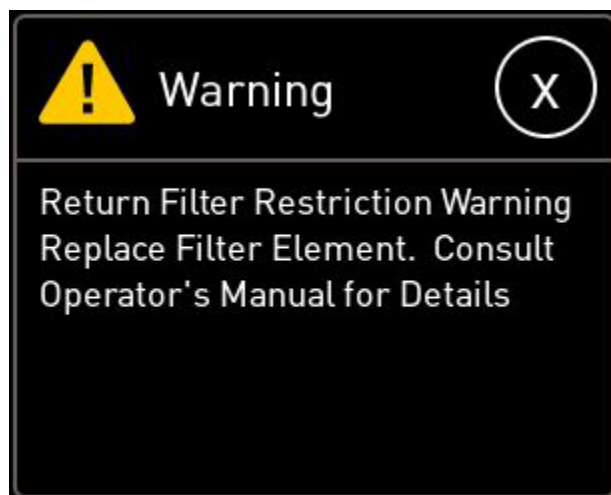 Warning
X
Return Filter Restriction Warning
Replace Filter Element.  Consult
Operator's Manual for Details